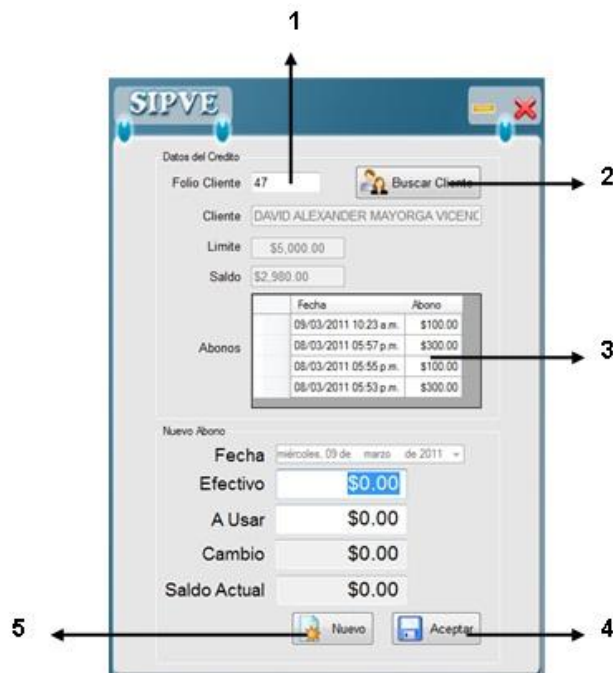 1
SIPVE
Datos del Credito
Folio Cliente 47 Buscar Cliente 2
Cliente DAVID ALEXANDER MAYORGA VICENC
Limite $5,000.00
Saldo $2,980.00
Fecha Abono
09/03/2011 10:23 a.m. $100.00
Abonos 08/03/2011 05:57 p.m. $300.00 3
08/03/2011 05:55 p.m. $100.00
08/03/2011 05:53 p.m. $300.00
Nuevo Abono
Fecha miércoles, 09 de marzo de 2011
Efectivo $0.00
A Usar $0.00
Cambio $0.00
Saldo Actual $0.00
5 Nuevo Aceptar 4